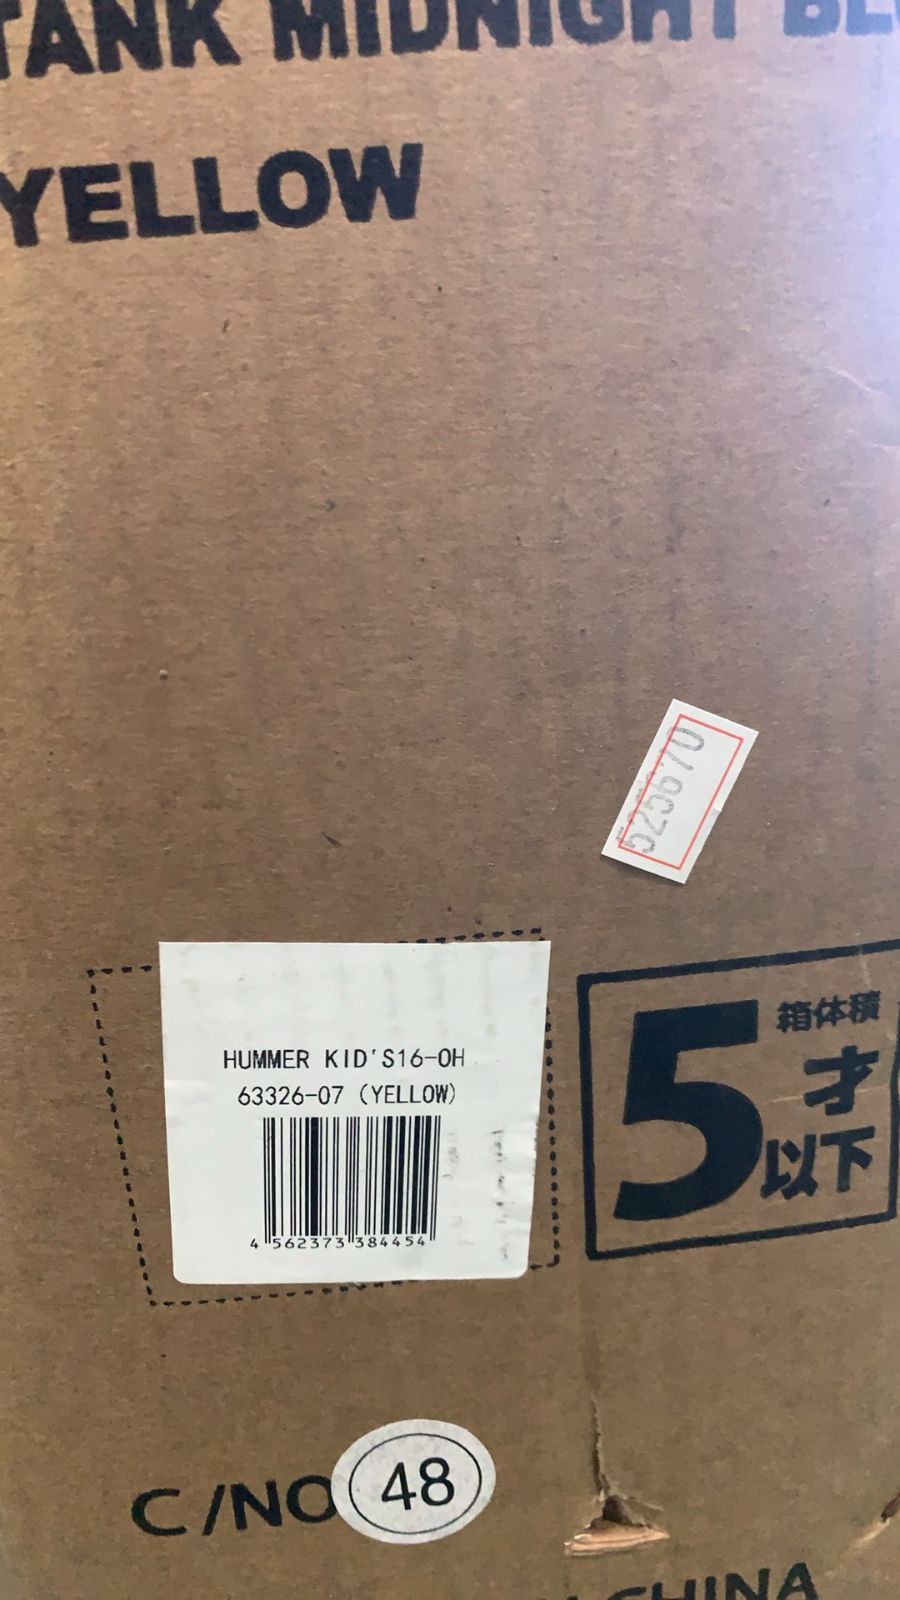 TANK MIDNIGHT BL
YELLOW
525670
HUMMER KID'S16-OH
63326-07 (YELLOW)
4 562373 384454
5 箱体積
才
以下
C/NO 48
CHINA